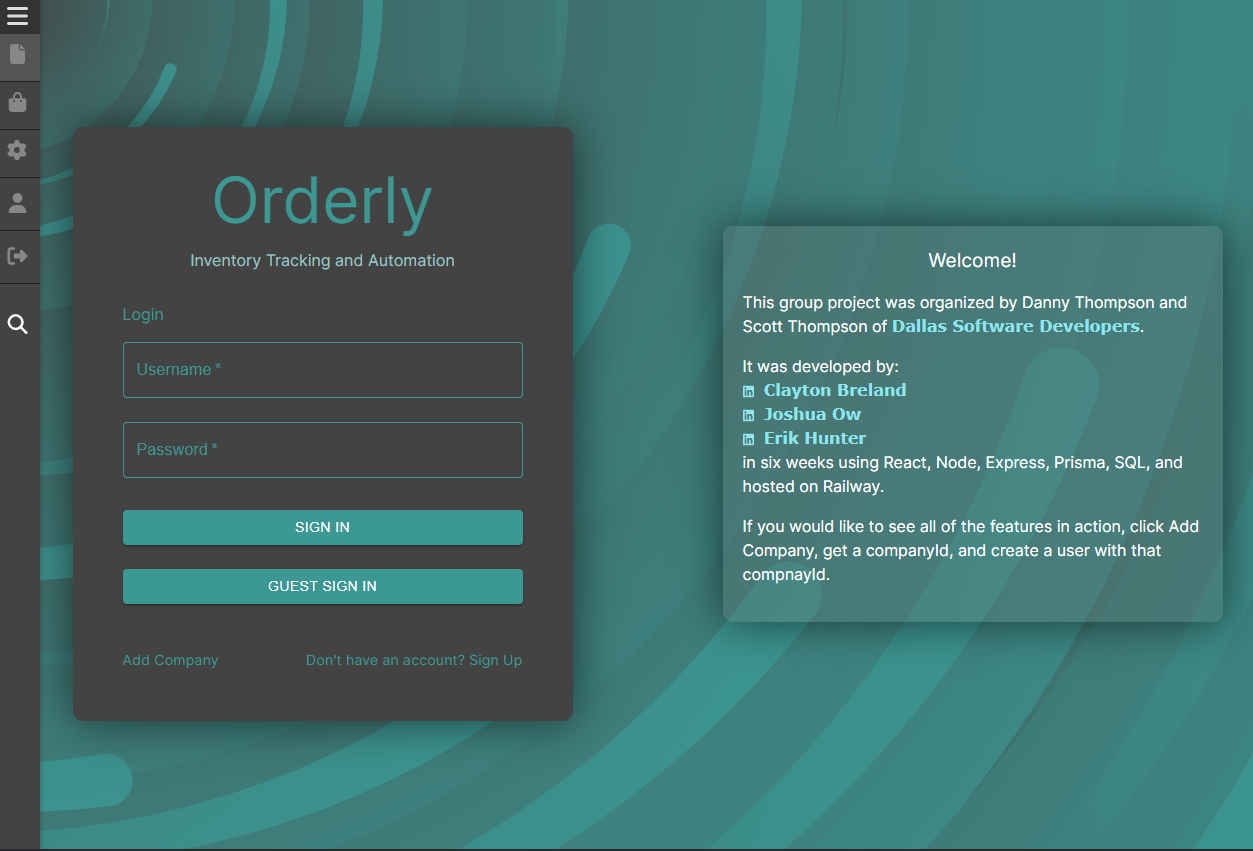 Orderly
Inventory Tracking and Automation
Login
Username *
Password *
SIGN IN
GUEST SIGN IN
Add Company
Don't have an account? Sign Up
Welcome!
This group project was organized by Danny Thompson and
Scott Thompson of Dallas Software Developers.
It was developed by:
in Clayton Breland
in Joshua Ow
in Erik Hunter
in six weeks using React, Node, Express, Prisma, SQL, and
hosted on Railway.
If you would like to see all of the features in action, click Add
Company, get a companyId, and create a user with that
compnayId.